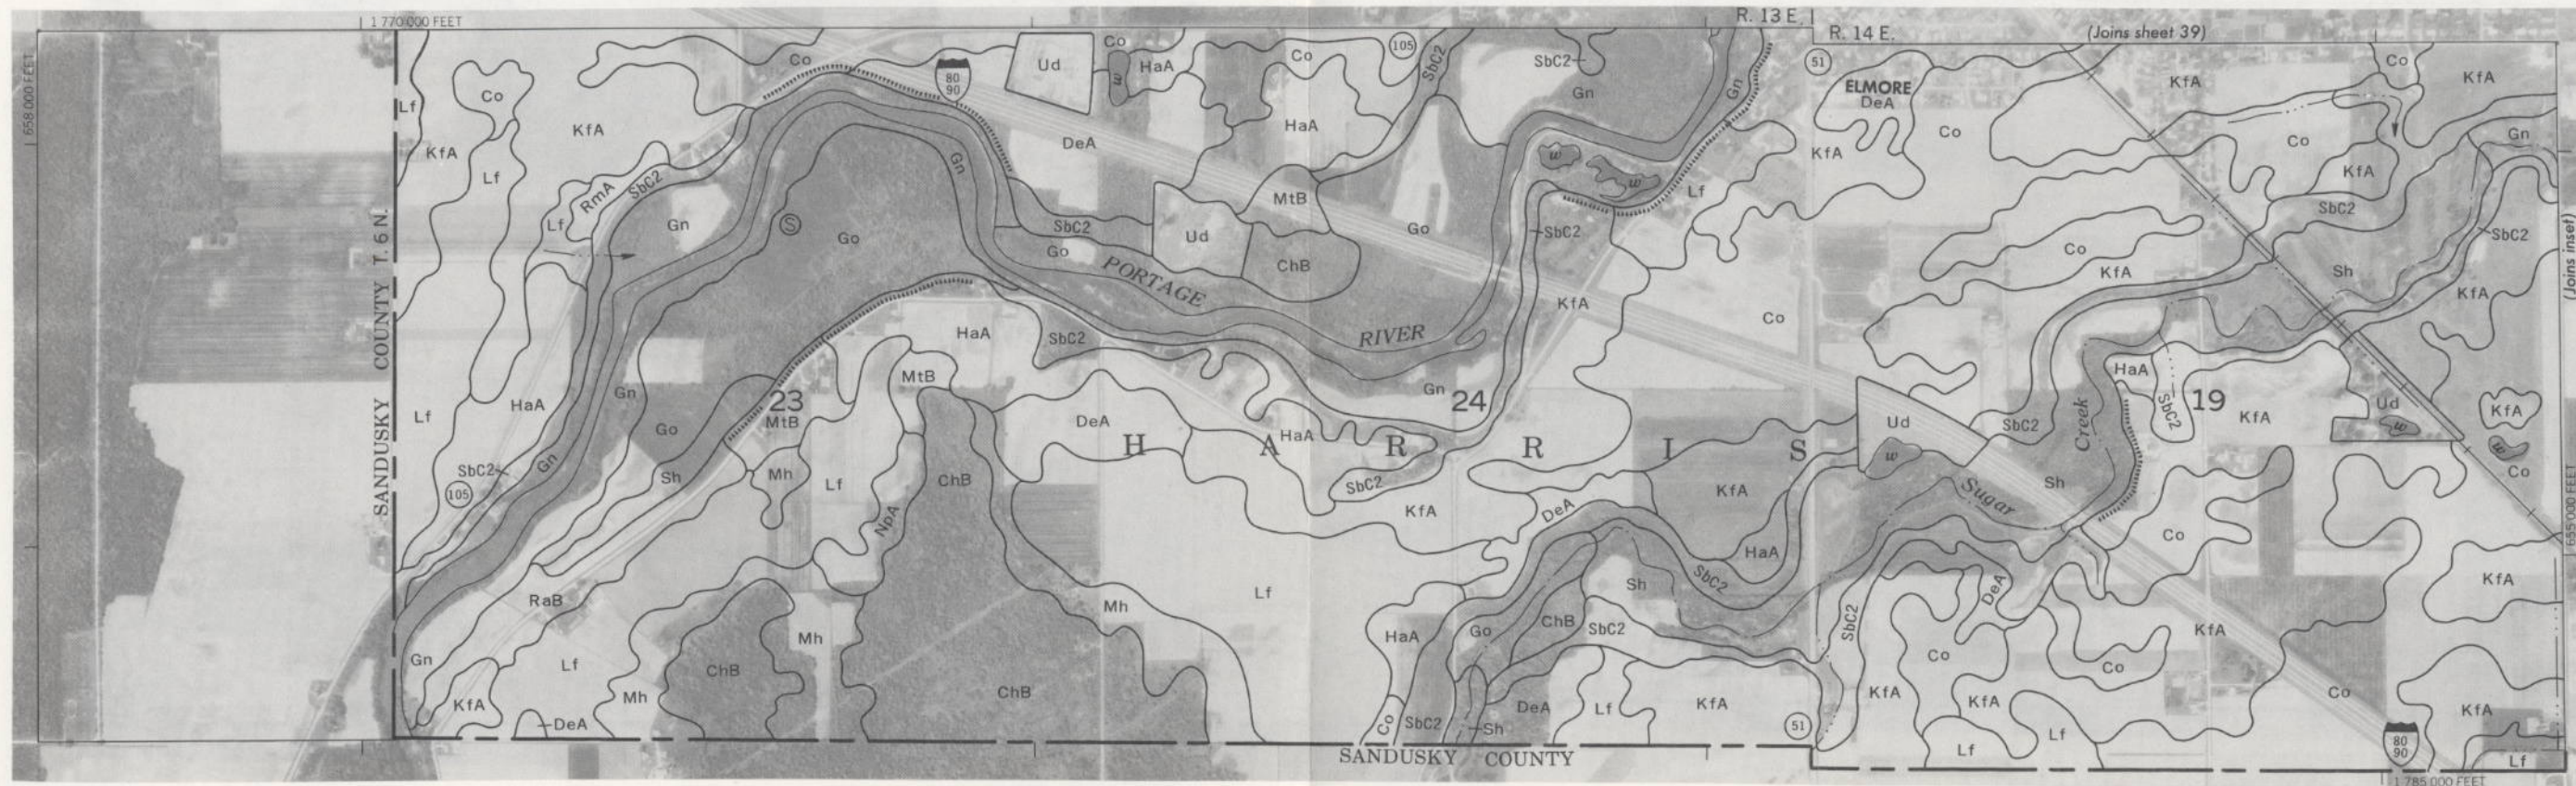 1 770 000 FEET
R. 13 E.
R. 14 E.
(Joins sheet 39)
1 658 000 FEET
Co
80
90
Ud
Co
w
HaA
Co
105
SbC2
SbC2
Gn
Gn
51
ELMORE
DeA
KfA
Co
KfA
Lf
Co
KfA
KfA
Lf
RmA
SbC2
Lf
Gn
S
Go
Gn
DeA
HaA
MtB
SbC2
Ud
Go
ChB
Go
w
w
Lf
SbC2
KfA
Co
Co
KfA
Gn
SbC2
SbC2
Co
KfA
Sh
KfA
(Joins inset)
SANDUSKY COUNTY T. 6 N.
PORTAGE
RIVER
KfA
Co
Lf
HaA
SbC2
105
Gn
Gn
Go
Sh
23
MtB
Mh
Lf
MtB
HaA
SbC2
ChB
NpA
DeA
HaA
Gn
24
H A R R I S
SbC2
KfA
DeA
KfA
HaA
Ud
w
SbC2
Creek
Sugar
Sh
HaA
SbC2
19
KfA
Ud
w
KfA
w
Co
Co
655 000 FEET
RaB
Gn
KfA
Lf
DeA
Mh
ChB
Mh
ChB
Mh
Lf
HaA
Co
SbC2
Go
Sh
ChB
SbC2
Sh
SbC2
DeA
Lf
KfA
51
SbC2
DeA
KfA
Co
KfA
Lf
Co
Lf
KfA
Co
KfA
KfA
80
90
Lf
SANDUSKY COUNTY
1 785 000 FEET